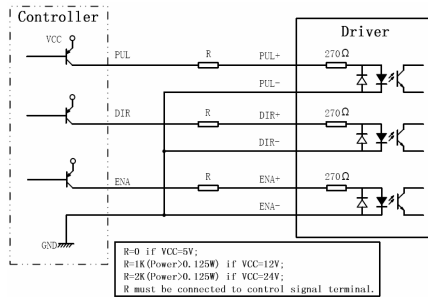 Controller
Driver
VCC
PUL
R
PUL+
270Ω
PUL-
DIR
R
DIR+
270Ω
DIR-
ENA
R
ENA+
270Ω
ENA-
GND
R=0 if VCC=5V;
R=1K(Power>0.125W) if VCC=12V;
R=2K(Power>0.125W) if VCC=24V;
R must be connected to control signal terminal.